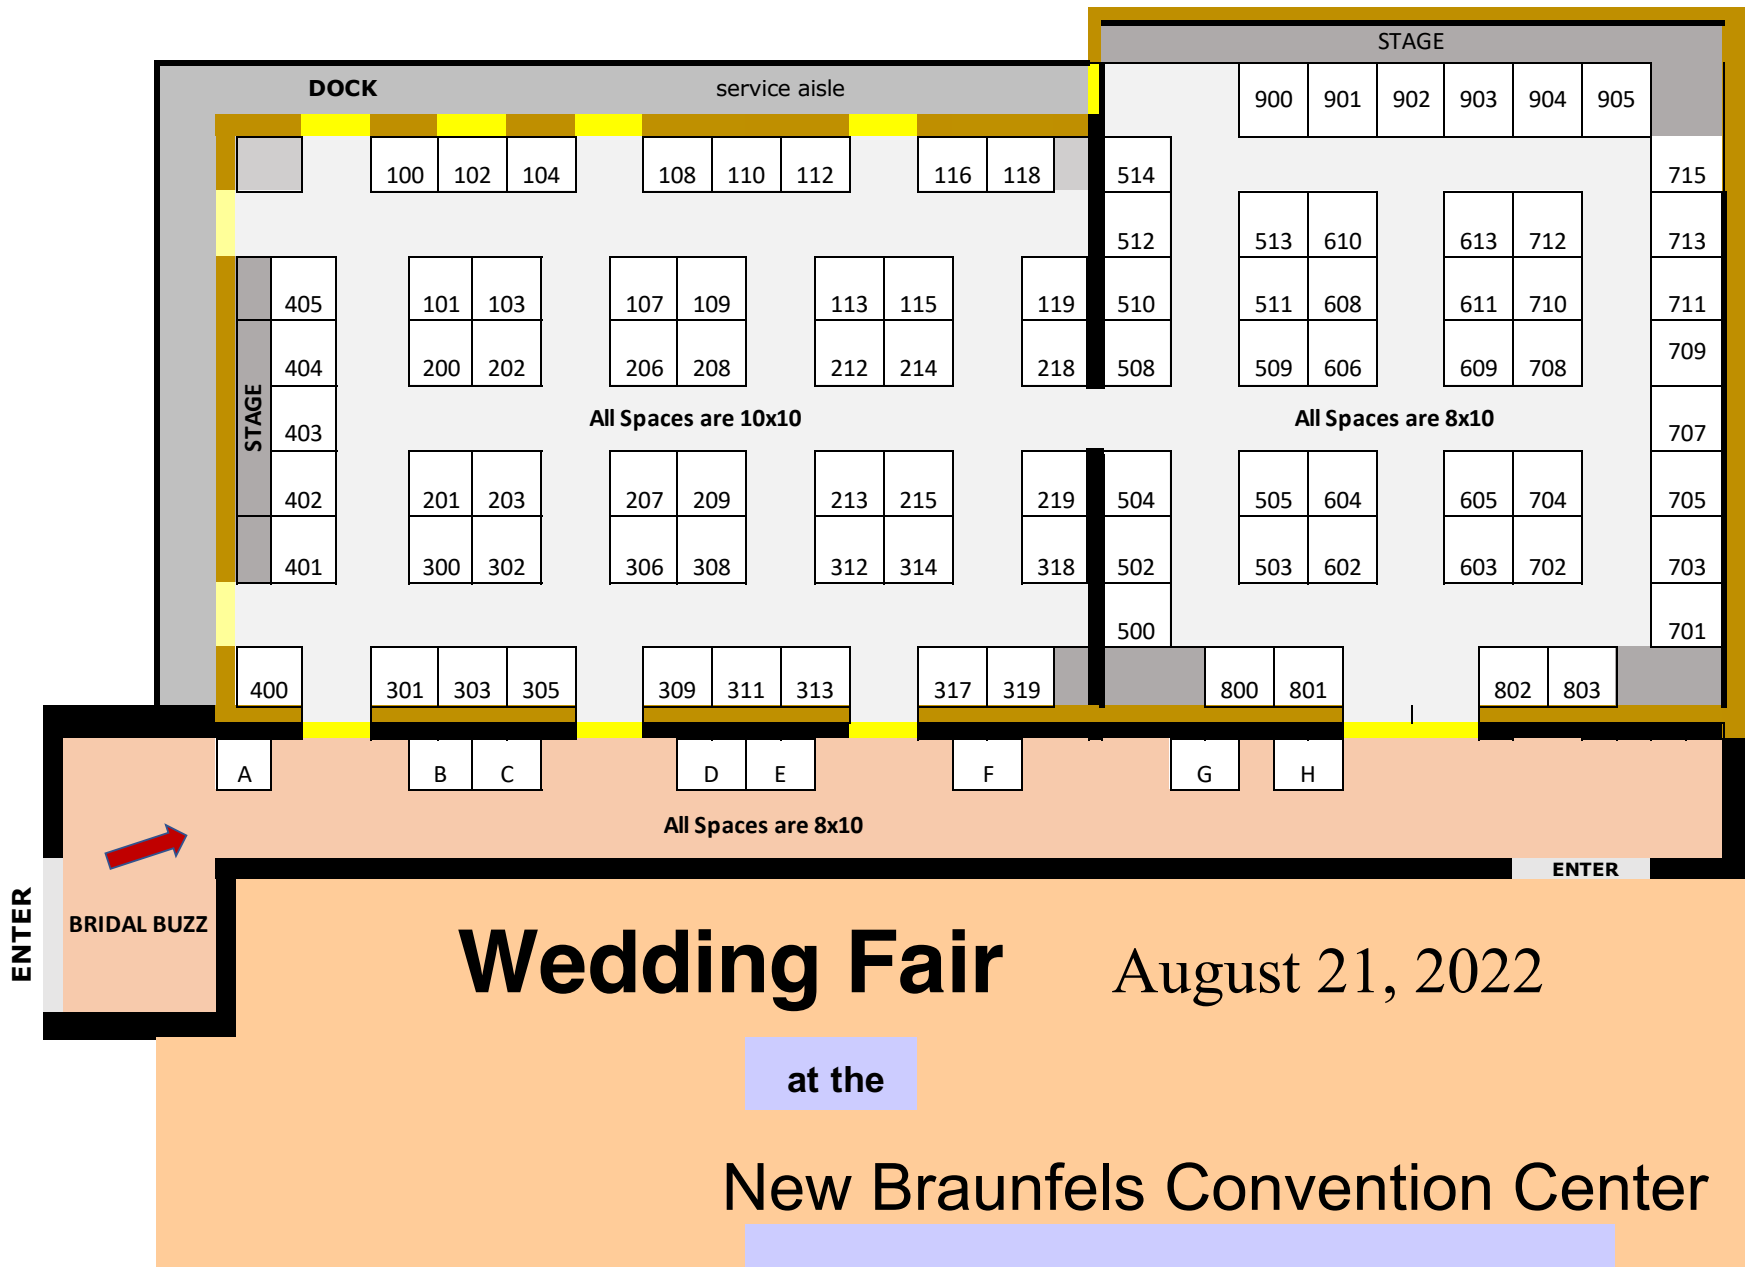 STAGE
DOCK service aisle
900 901 902 903 904 905
100 102 104 108 110 112 116 118 514 715
512 513 610 613 712 713
405 101 103 107 109 113 115 119 510 511 608 611 710 711
404 200 202 206 208 212 214 218 508 509 606 609 708 709
STAGE
403 All Spaces are 10x10 All Spaces are 8x10 707
402 201 203 207 209 213 215 219 504 505 604 605 704 705
401 300 302 306 308 312 314 318 502 503 602 603 702 703
500 701
400 301 303 305 309 311 313 317 319 800 801 802 803
A B C D E F G H
All Spaces are 8x10
ENTER
ENTER
BRIDAL BUZZ
Wedding Fair August 21, 2022
at the
New Braunfels Convention Center